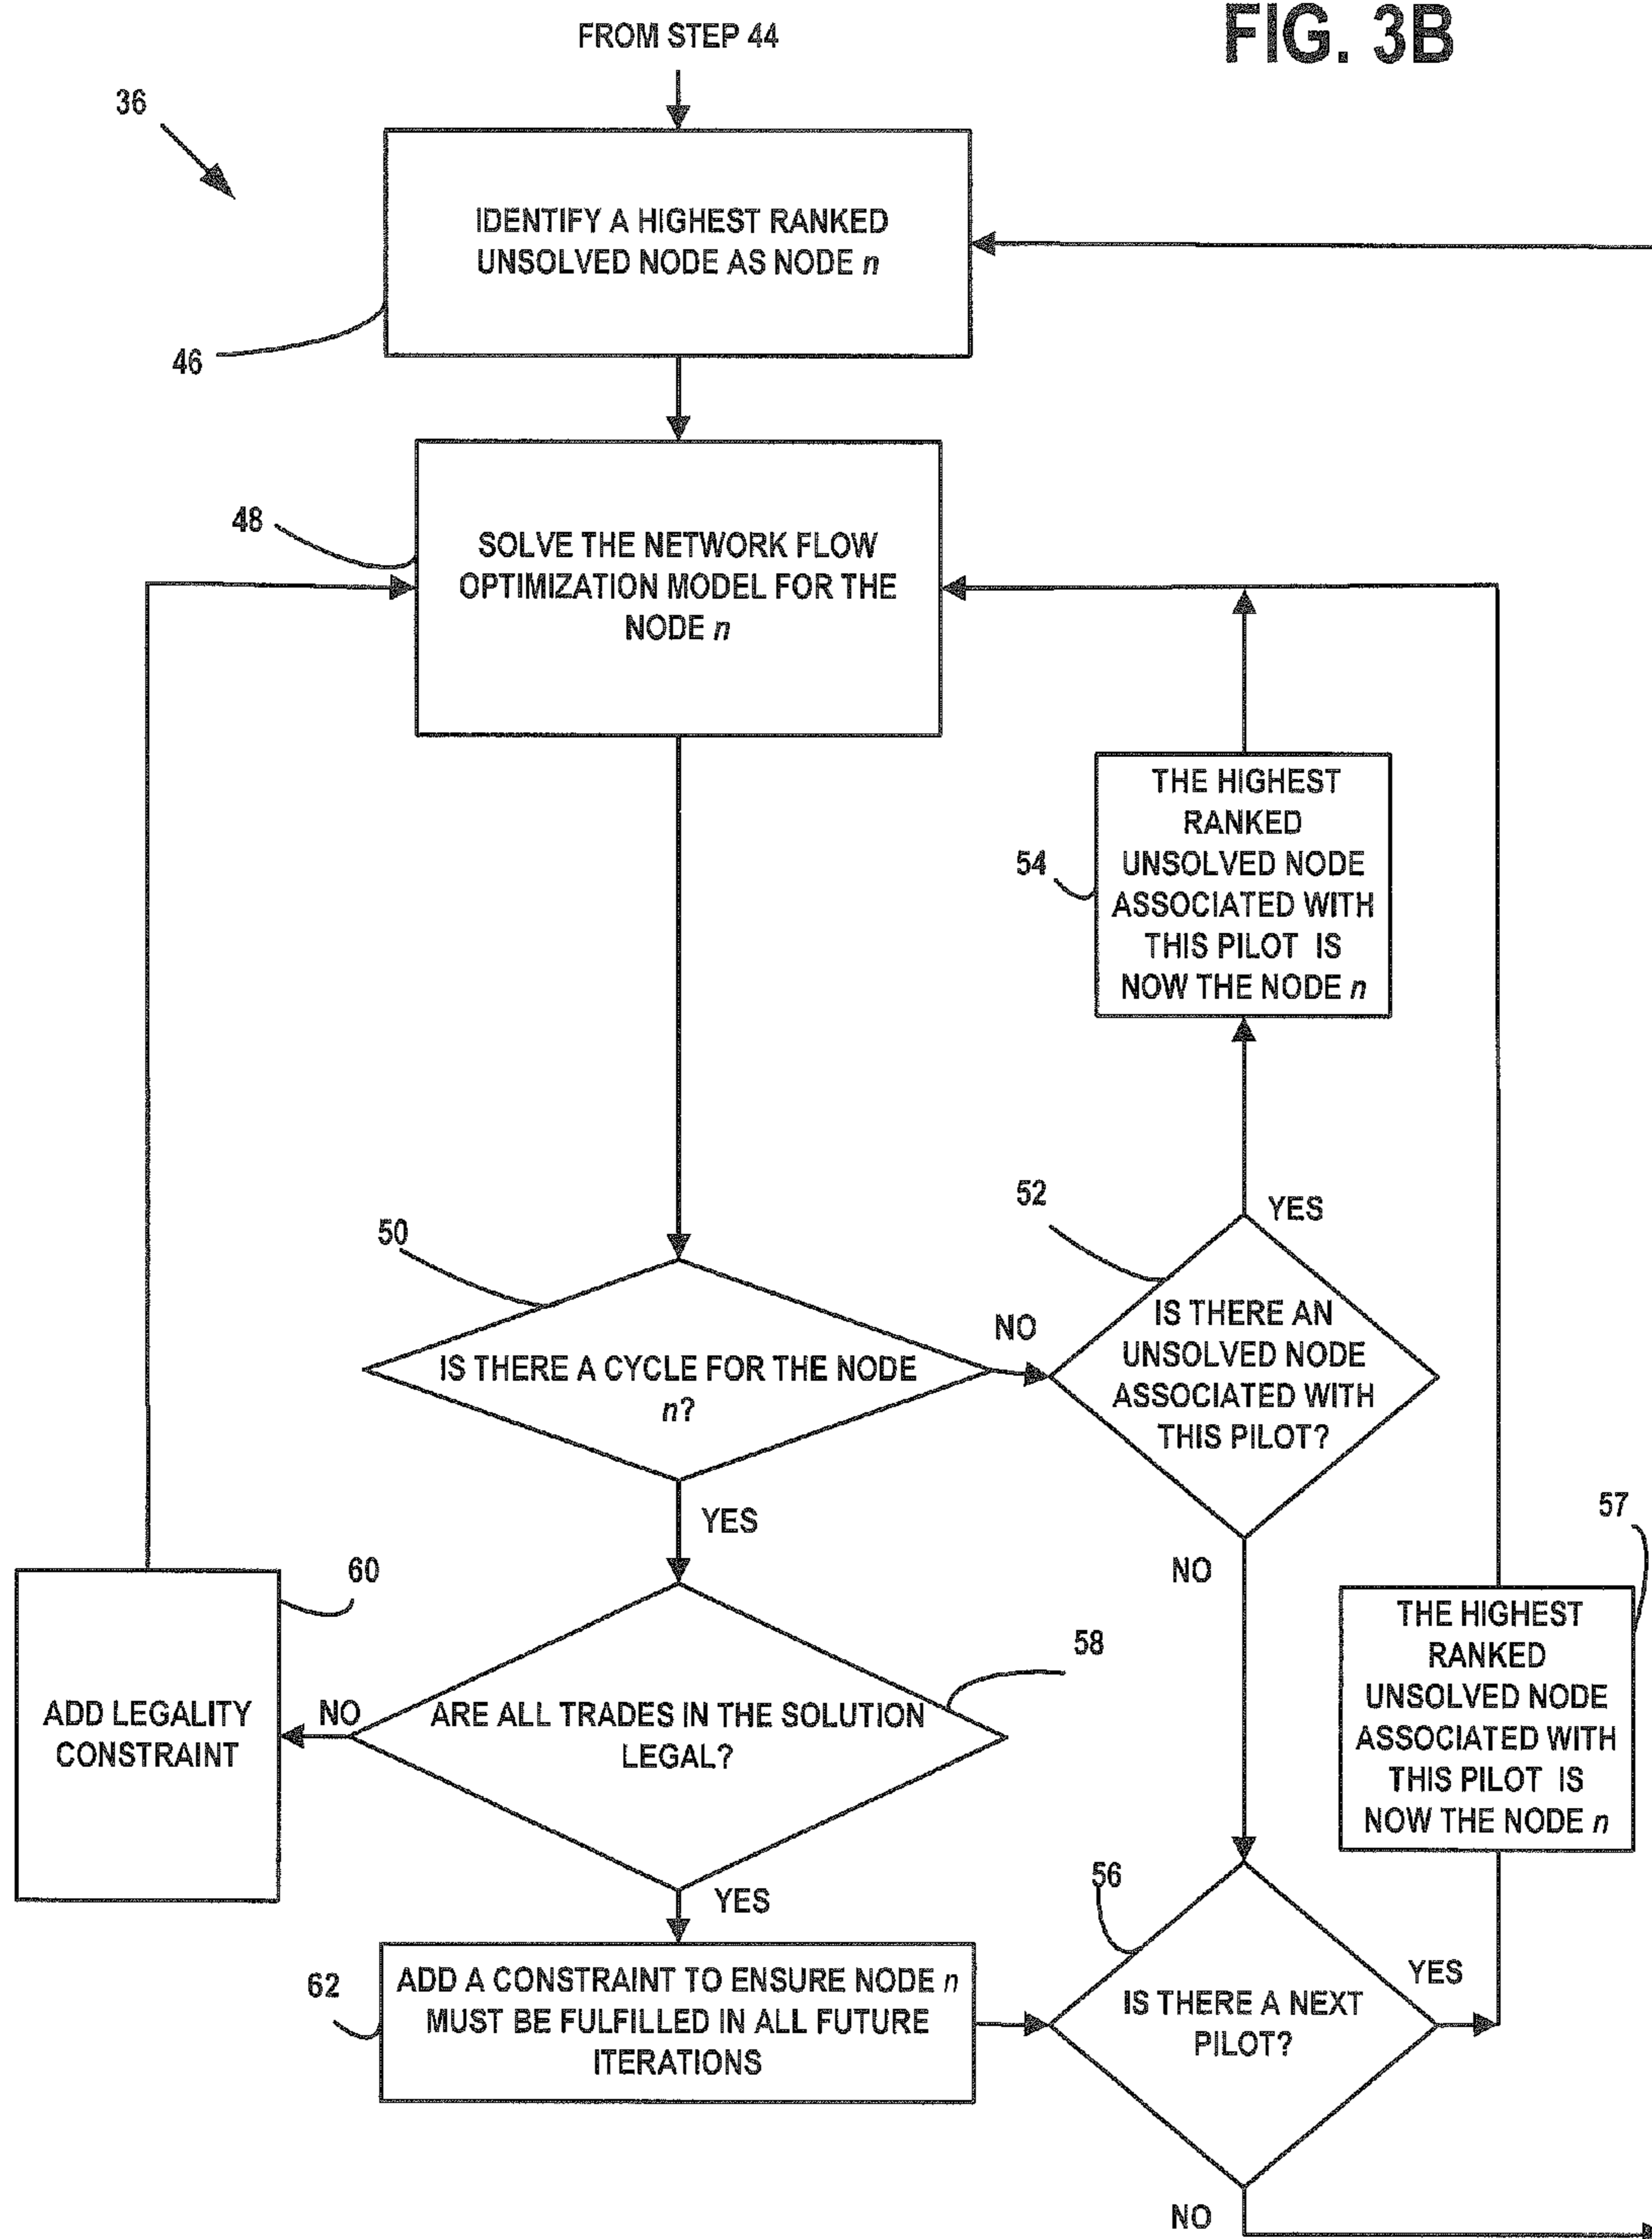 FIG. 3B
FROM STEP 44
36
IDENTIFY A HIGHEST RANKED
UNSOLVED NODE AS NODE n
46
48
SOLVE THE NETWORK FLOW
OPTIMIZATION MODEL FOR THE
NODE n
THE HIGHEST
RANKED
UNSOLVED NODE
ASSOCIATED WITH
THIS PILOT IS
NOW THE NODE n
54
52
YES
50
IS THERE A CYCLE FOR THE NODE
n?
NO
IS THERE AN
UNSOLVED NODE
ASSOCIATED WITH
THIS PILOT?
YES
NO
57
60
THE HIGHEST
RANKED
UNSOLVED NODE
ASSOCIATED WITH
THIS PILOT IS
NOW THE NODE n
58
ADD LEGALITY
CONSTRAINT
NO
ARE ALL TRADES IN THE SOLUTION
LEGAL?
YES
56
62
ADD A CONSTRAINT TO ENSURE NODE n
MUST BE FULFILLED IN ALL FUTURE
ITERATIONS
IS THERE A NEXT
PILOT?
YES
NO